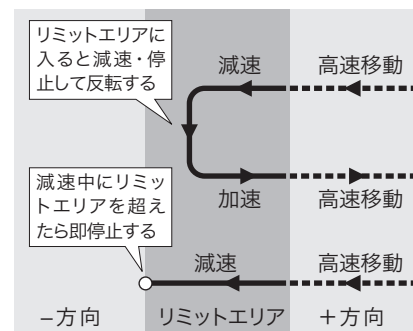 リミットエリアに
入ると減速・停
止して反転する
減速
高速移動
加速
高速移動
減速中にリミッ
トエリアを超え
たら即停止する
減速
高速移動
−方向
リミットエリア
＋方向